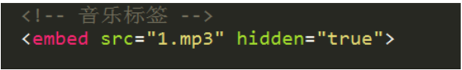 <!-- 音乐标签 -->
<embed src="1.mp3" hidden="true">